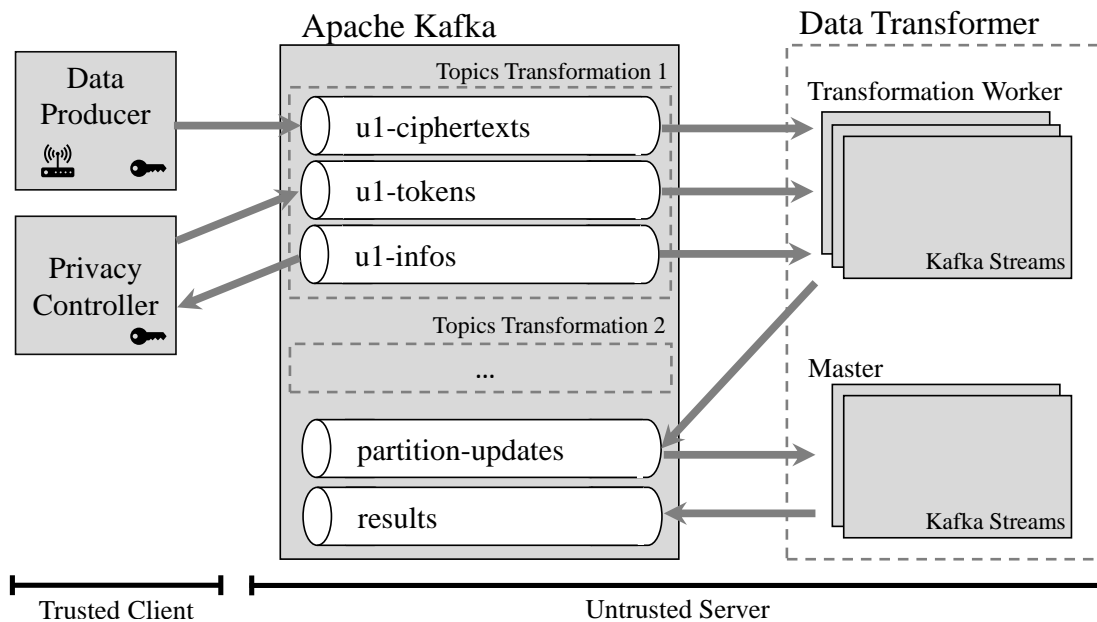 Apache Kafka
Data Transformer
Data
Producer
Topics Transformation 1
u1-ciphertexts
u1-tokens
u1-infos
Transformation Worker
Kafka Streams
Privacy
Controller
Topics Transformation 2
...
Master
partition-updates
results
Kafka Streams
Trusted Client
Untrusted Server